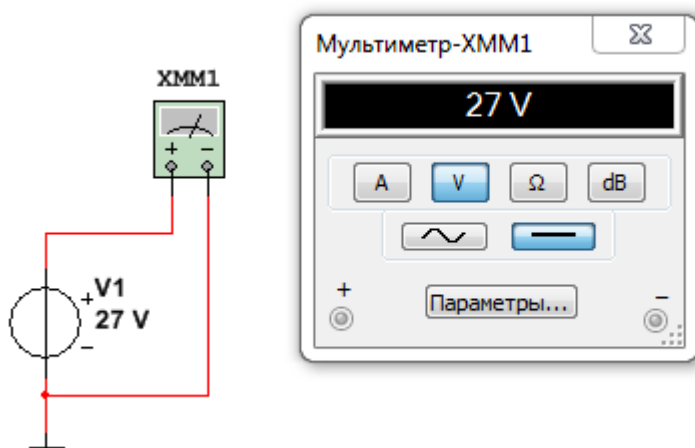 XMM1
+ −
+
V1
27 V
−
Мультиметр-XMM1
27 V
A V Ω dB
+ −
Параметры...